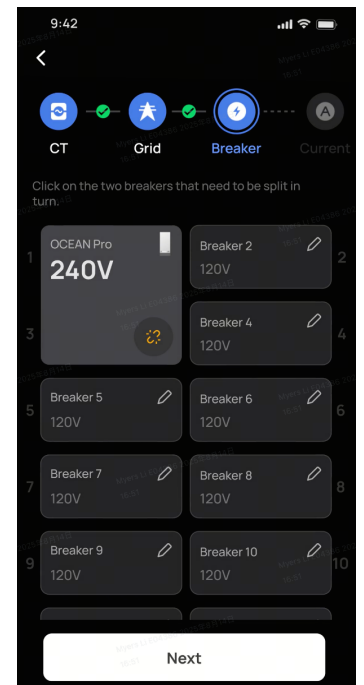 9:42
CT
Grid
Breaker
A
Current
Click on the two breakers that need to be split in
turn.
1
OCEAN Pro
240V
Breaker 2
120V
2
3
Breaker 4
120V
4
5
Breaker 5
120V
Breaker 6
120V
6
7
Breaker 7
120V
Breaker 8
120V
8
9
Breaker 9
120V
Breaker 10
120V
10
Next